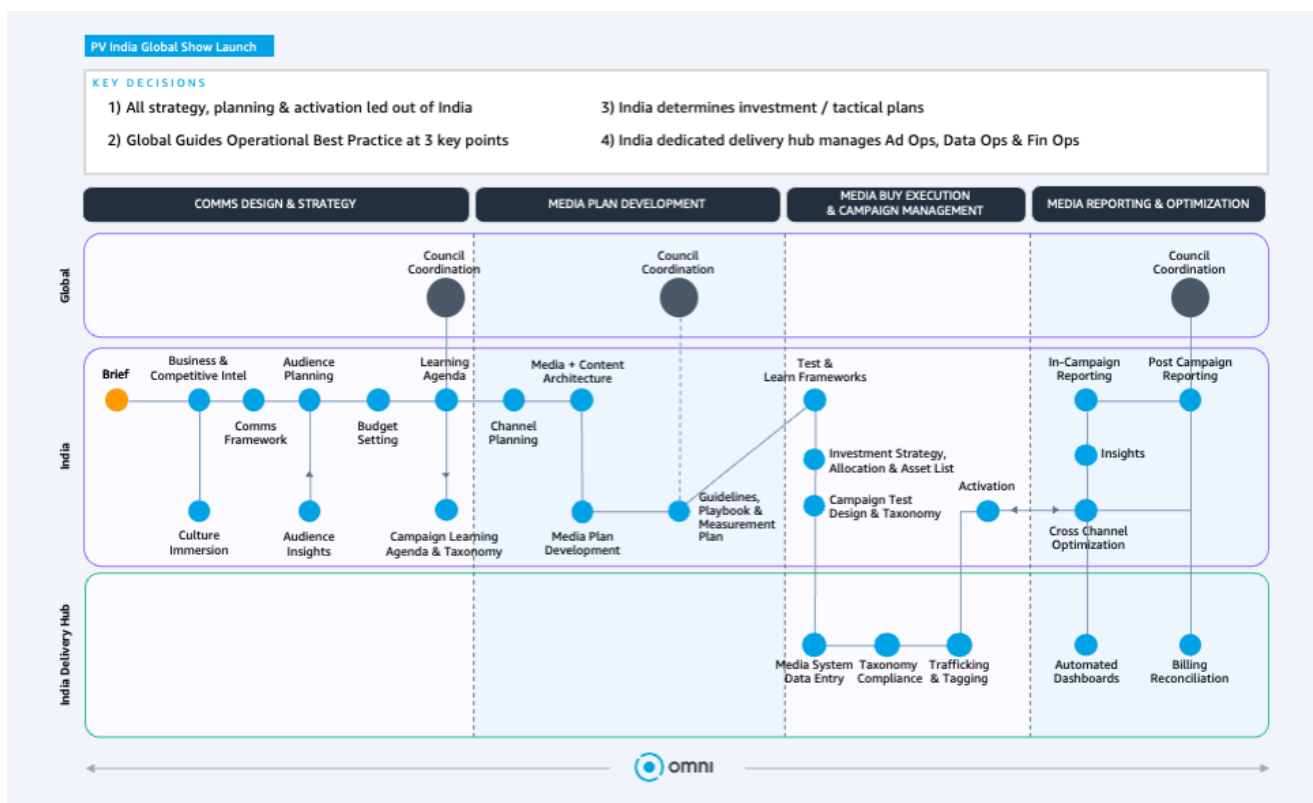 PV India Global Show Launch
KEY DECISIONS
1) All strategy, planning & activation led out of India
2) Global Guides Operational Best Practice at 3 key points
3) India determines investment / tactical plans
4) India dedicated delivery hub manages Ad Ops, Data Ops & Fin Ops
COMMS DESIGN & STRATEGY
MEDIA PLAN DEVELOPMENT
MEDIA BUY EXECUTION
& CAMPAIGN MANAGEMENT
MEDIA REPORTING & OPTIMIZATION
Global
Council
Coordination
Council
Coordination
Council
Coordination
India
Brief
Business &
Competitive Intel
Comms
Framework
Audience
Planning
Budget
Setting
Learning
Agenda
Channel
Planning
Media + Content
Architecture
Test &
Learn Frameworks
In-Campaign
Reporting
Post Campaign
Reporting
Culture
Immersion
Audience
Insights
Campaign Learning
Agenda & Taxonomy
Media Plan
Development
Guidelines,
Playbook &
Measurement
Plan
Investment Strategy,
Allocation & Asset List
Campaign Test
Design & Taxonomy
Activation
Insights
Cross Channel
Optimization
India Delivery Hub
Media System
Data Entry
Taxonomy
Compliance
Trafficking
& Tagging
Automated
Dashboards
Billing
Reconciliation
omni